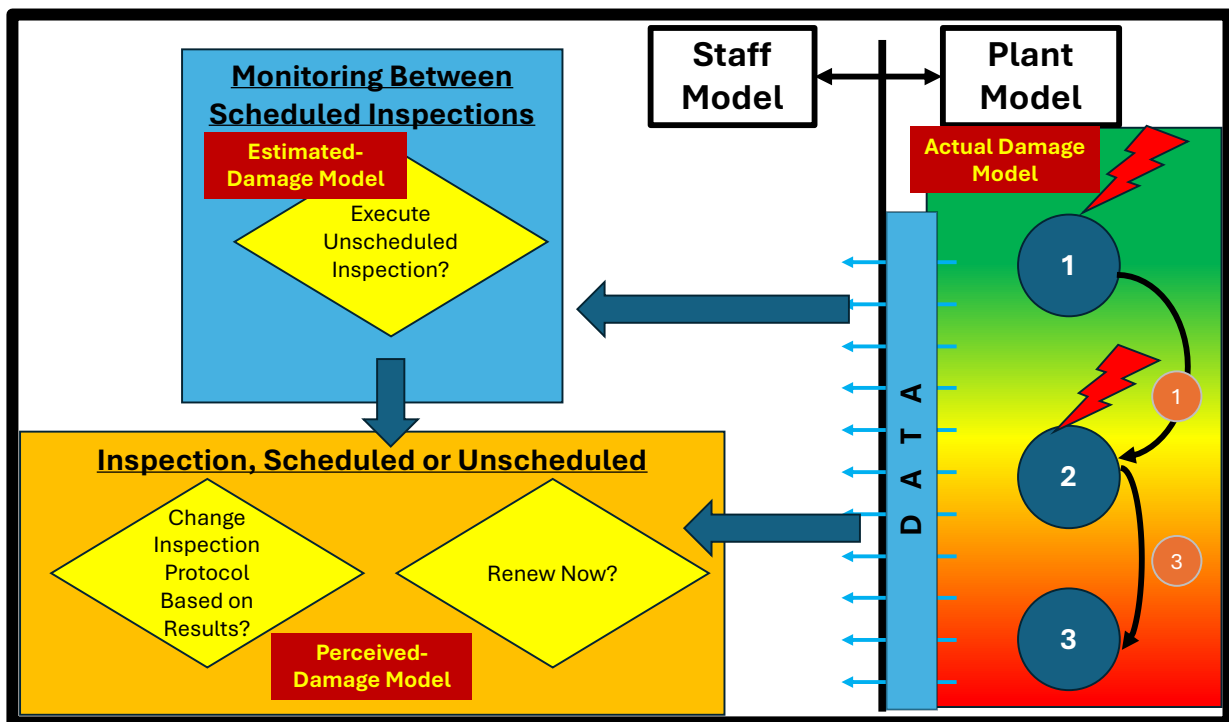 Monitoring Between
Scheduled Inspections
Estimated-
Damage Model
Execute
Unscheduled
Inspection?
Inspection, Scheduled or Unscheduled
Change
Inspection
Protocol
Based on
Results?
Renew Now?
Perceived-
Damage Model
Staff
Model
Plant
Model
Actual Damage
Model
DATA
1
1
2
3
3